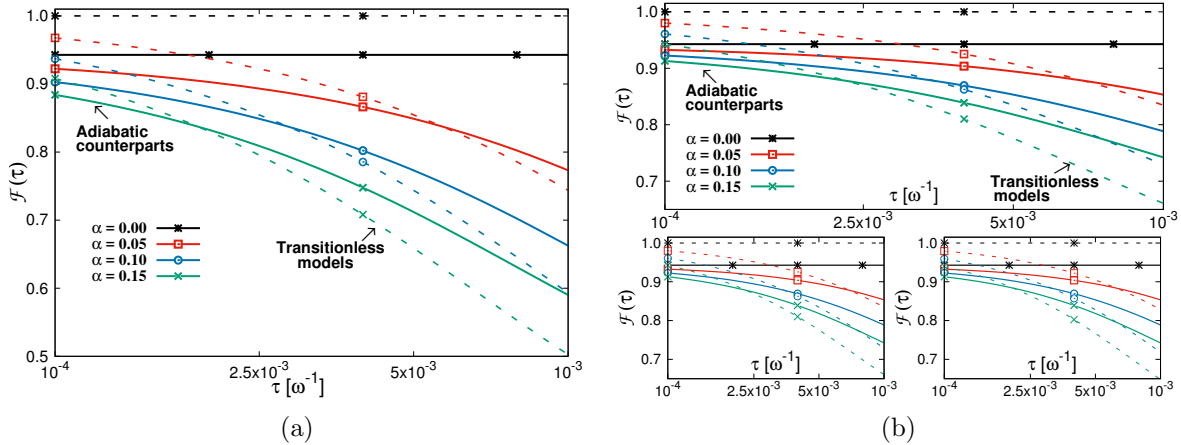 1.0
0.9
0.8
0.7
0.6
0.5
F(τ)
Adiabatic
counterparts
α = 0.00
α = 0.05
α = 0.10
α = 0.15
Transitionless
models
10⁻⁴
2.5x10⁻³
5x10⁻³
10⁻³
τ [ω⁻¹]
(a)
1.0
0.9
0.8
0.7
F(τ)
Adiabatic
counterparts
α = 0.00
α = 0.05
α = 0.10
α = 0.15
Transitionless
models
τ [ω⁻¹]
10⁻⁴
2.5x10⁻³
5x10⁻³
10⁻³
1.0
0.9
0.8
0.7
F(τ)
τ [ω⁻¹]
10⁻⁴
2.5x10⁻³
5x10⁻³
10⁻³
1.0
0.9
0.8
0.7
F(τ)
τ [ω⁻¹]
10⁻⁴
2.5x10⁻³
5x10⁻³
10⁻³
(b)